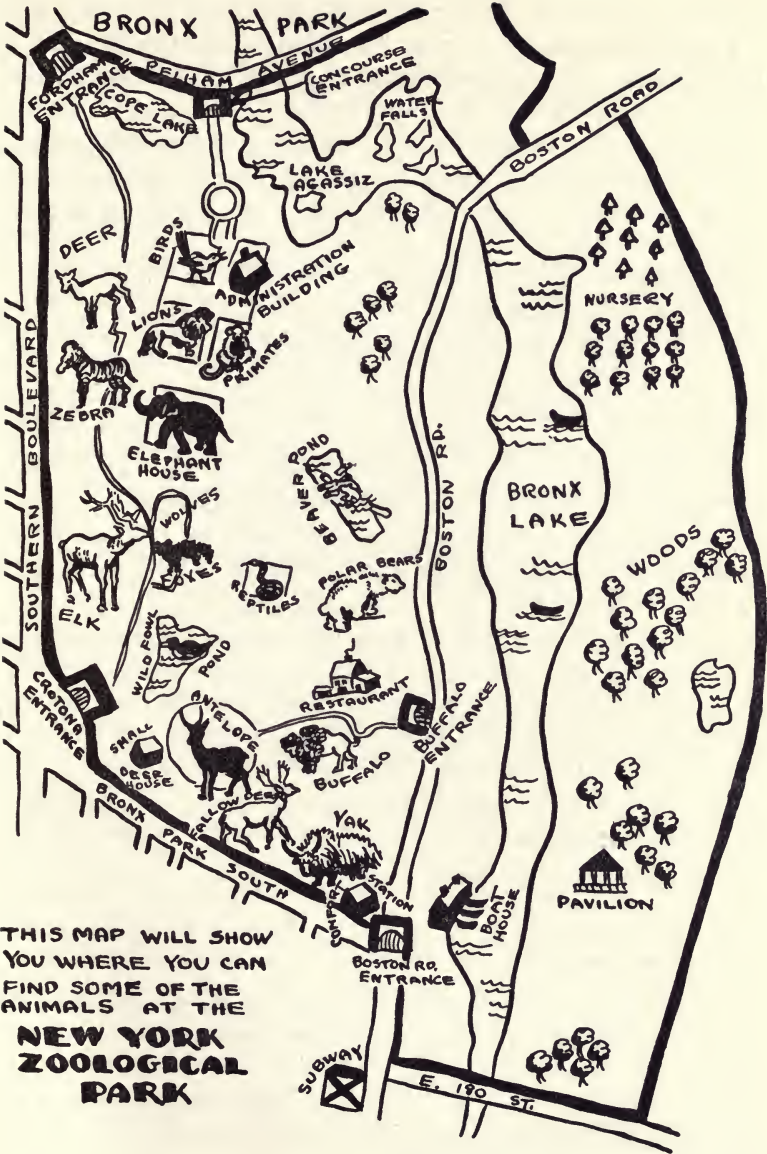 BRONX PARK
PELHAM AVENUE
FORDHAM
ENTRANCE
COPE LAKE
CONCOURSE
ENTRANCE
WATER
FALLS
BOSTON ROAD
LAKE
AGASSIZ
DEER
BIRDS
ADMINISTRATION
BUILDING
NURSERY
LIONS
PRIMATES
ZEBRA
SOUTHERN BOULEVARD
ELEPHANT
HOUSE
BEAVER POND
BOSTON RD.
BRONX
LAKE
WOLVES
WOODS
ELK
REPTILES
POLAR BEARS
WILD FOWL
POND
RESTAURANT
CROTONA
ENTRANCE
ANTELOPE
BUFFALO
ENTRANCE
SMALL
DEER
HOUSE
BUFFALO
FALLOW DEER
YAK
BRONX PARK SOUTH
PAVILION
COMFORT STATION
BOAT
HOUSE
BOSTON RD.
ENTRANCE
THIS MAP WILL SHOW
YOU WHERE YOU CAN
FIND SOME OF THE
ANIMALS AT THE
NEW YORK
ZOOLOGICAL
PARK
SUBWAY
E. 180 ST.